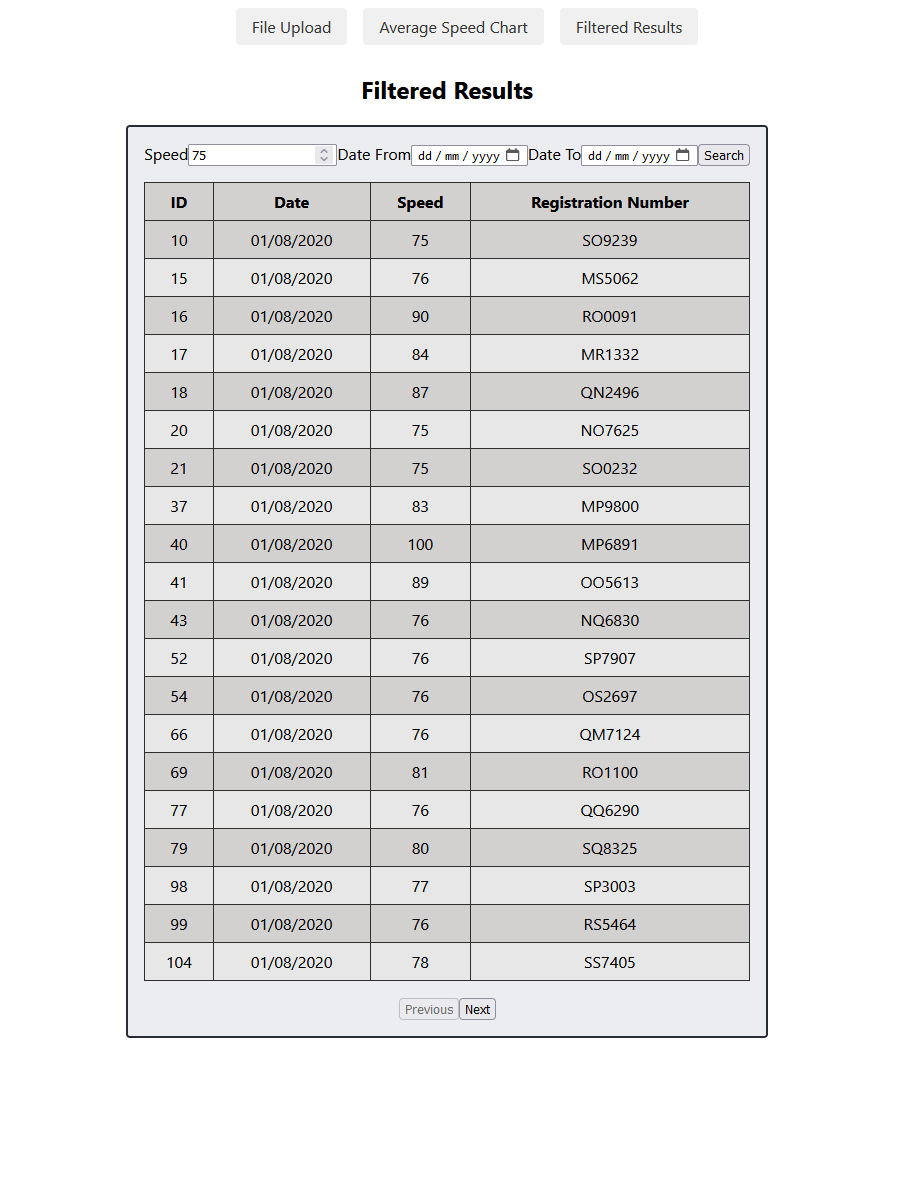 File Upload Average Speed Chart Filtered Results
Filtered Results
Speed 75 Date From dd / mm / yyyy Date To dd / mm / yyyy Search
ID Date Speed Registration Number
10 01/08/2020 75 SO9239
15 01/08/2020 76 MS5062
16 01/08/2020 90 RO0091
17 01/08/2020 84 MR1332
18 01/08/2020 87 QN2496
20 01/08/2020 75 NO7625
21 01/08/2020 75 SO0232
37 01/08/2020 83 MP9800
40 01/08/2020 100 MP6891
41 01/08/2020 89 OO5613
43 01/08/2020 76 NQ6830
52 01/08/2020 76 SP7907
54 01/08/2020 76 OS2697
66 01/08/2020 76 QM7124
69 01/08/2020 81 RO1100
77 01/08/2020 76 QQ6290
79 01/08/2020 80 SQ8325
98 01/08/2020 77 SP3003
99 01/08/2020 76 RS5464
104 01/08/2020 78 SS7405
Previous Next